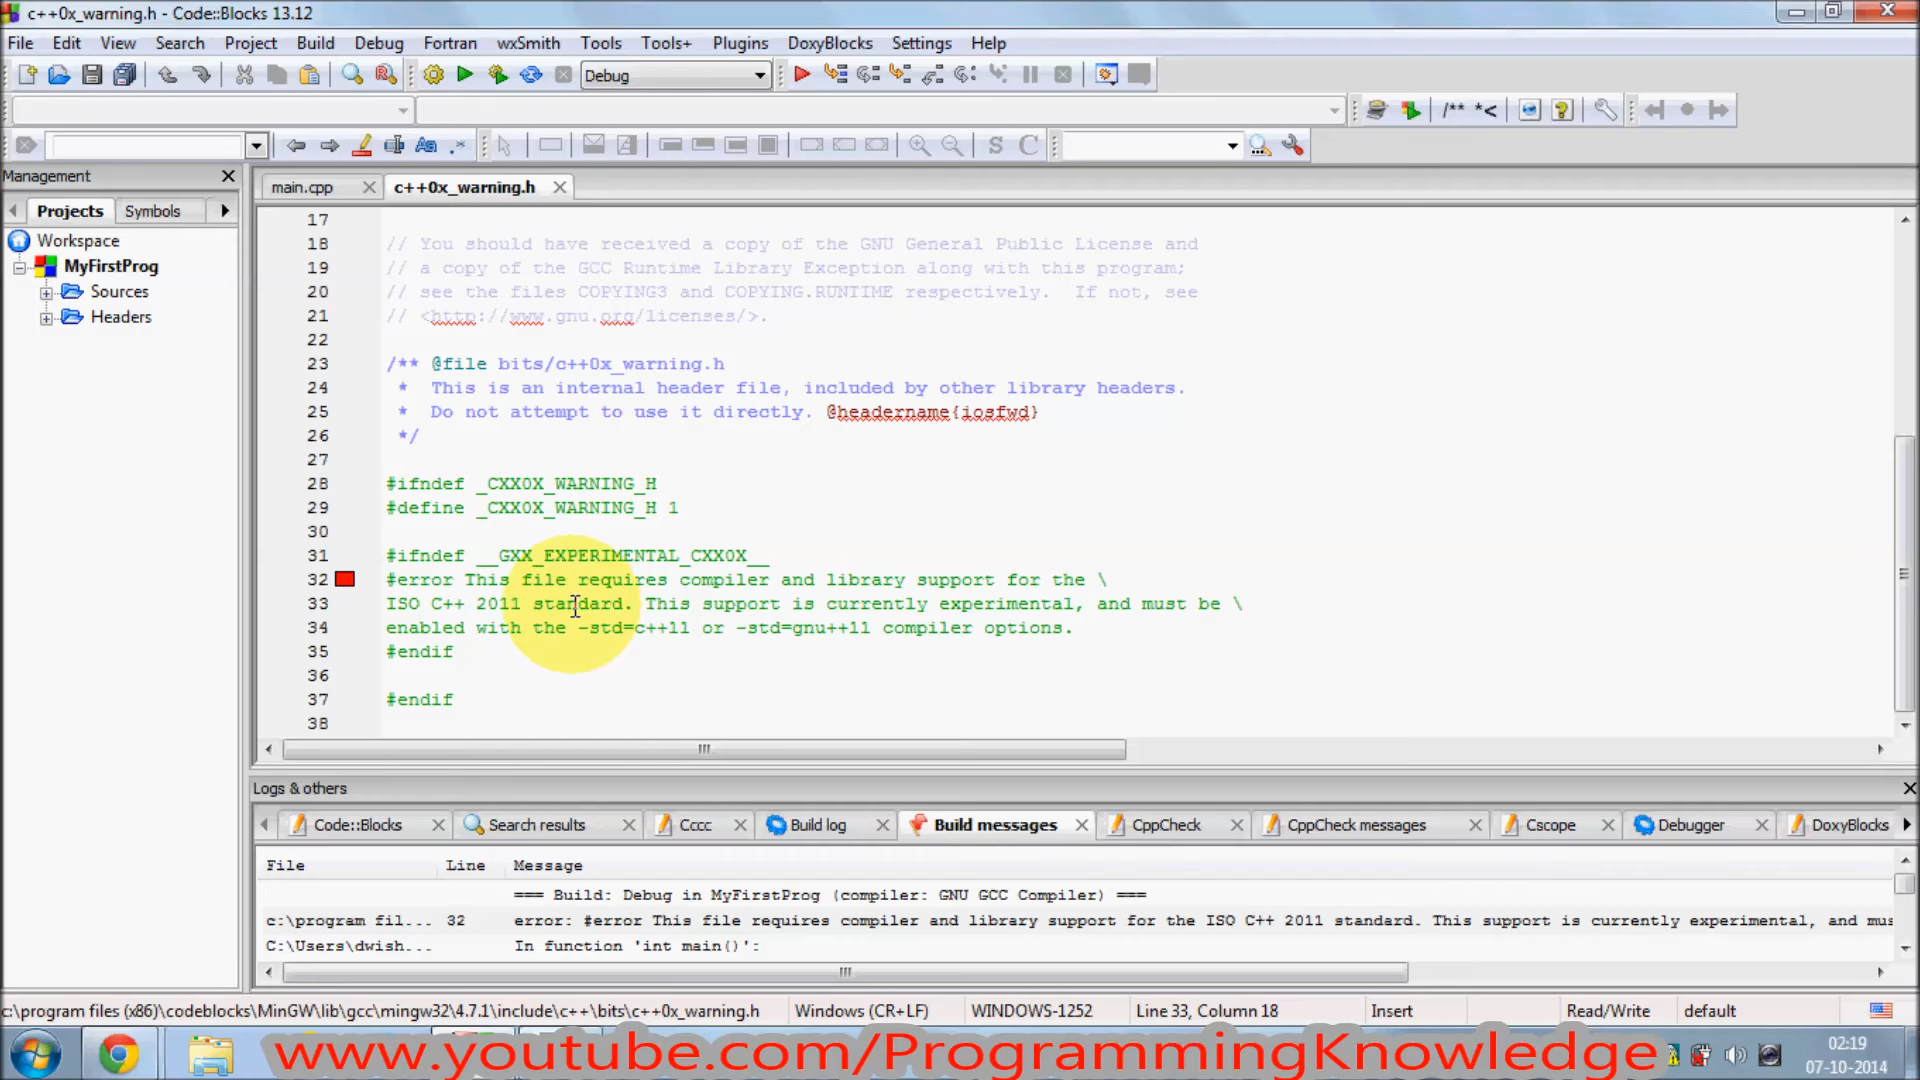 c++0x_warning.h - Code::Blocks 13.12
File Edit View Search Project Build Debug Fortran wxSmith Tools Tools+ Plugins DoxyBlocks Settings Help
Debug
/** *<
S C
Management
main.cpp c++0x_warning.h
Projects Symbols
Workspace
MyFirstProg
Sources
Headers
17
18 // You should have received a copy of the GNU General Public License and
19 // a copy of the GCC Runtime Library Exception along with this program;
20 // see the files COPYING3 and COPYING.RUNTIME respectively. If not, see
21 // <http://www.gnu.org/licenses/>.
22
23 /** @file bits/c++0x_warning.h
24 * This is an internal header file, included by other library headers.
25 * Do not attempt to use it directly. @headername{iosfwd}
26 */
27
28 #ifndef _CXX0X_WARNING_H
29 #define _CXX0X_WARNING_H 1
30
31 #ifndef __GXX_EXPERIMENTAL_CXX0X__
32 #error This file requires compiler and library support for the \
33 ISO C++ 2011 standard. This support is currently experimental, and must be \
34 enabled with the -std=c++11 or -std=gnu++11 compiler options.
35 #endif
36
37 #endif
38
Logs & others
Code::Blocks Search results Cccc Build log Build messages CppCheck CppCheck messages Cscope Debugger DoxyBlocks
File Line Message
=== Build: Debug in MyFirstProg (compiler: GNU GCC Compiler) ===
c:\program fil... 32 error: #error This file requires compiler and library support for the ISO C++ 2011 standard. This support is currently experimental, and mus
C:\Users\dwish... In function 'int main()':
c:\program files (x86)\codeblocks\MinGW\lib\gcc\mingw32\4.7.1\include\c++\bits\c++0x_warning.h Windows (CR+LF) WINDOWS-1252 Line 33, Column 18 Insert Read/Write default
www.youtube.com/ProgrammingKnowledge
02:19
07-10-2014